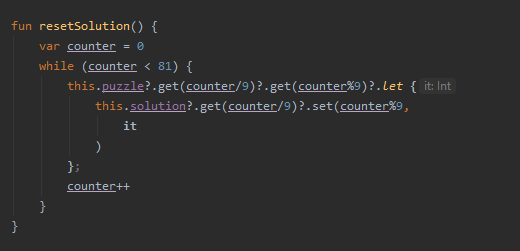 fun resetSolution() {
    var counter = 0
    while (counter < 81) {
        this.puzzle?.get(counter/9)?.get(counter%9)?.let { it: Int
            this.solution?.get(counter/9)?.set(counter%9,
                it
            )
        };
        counter++
    }
}